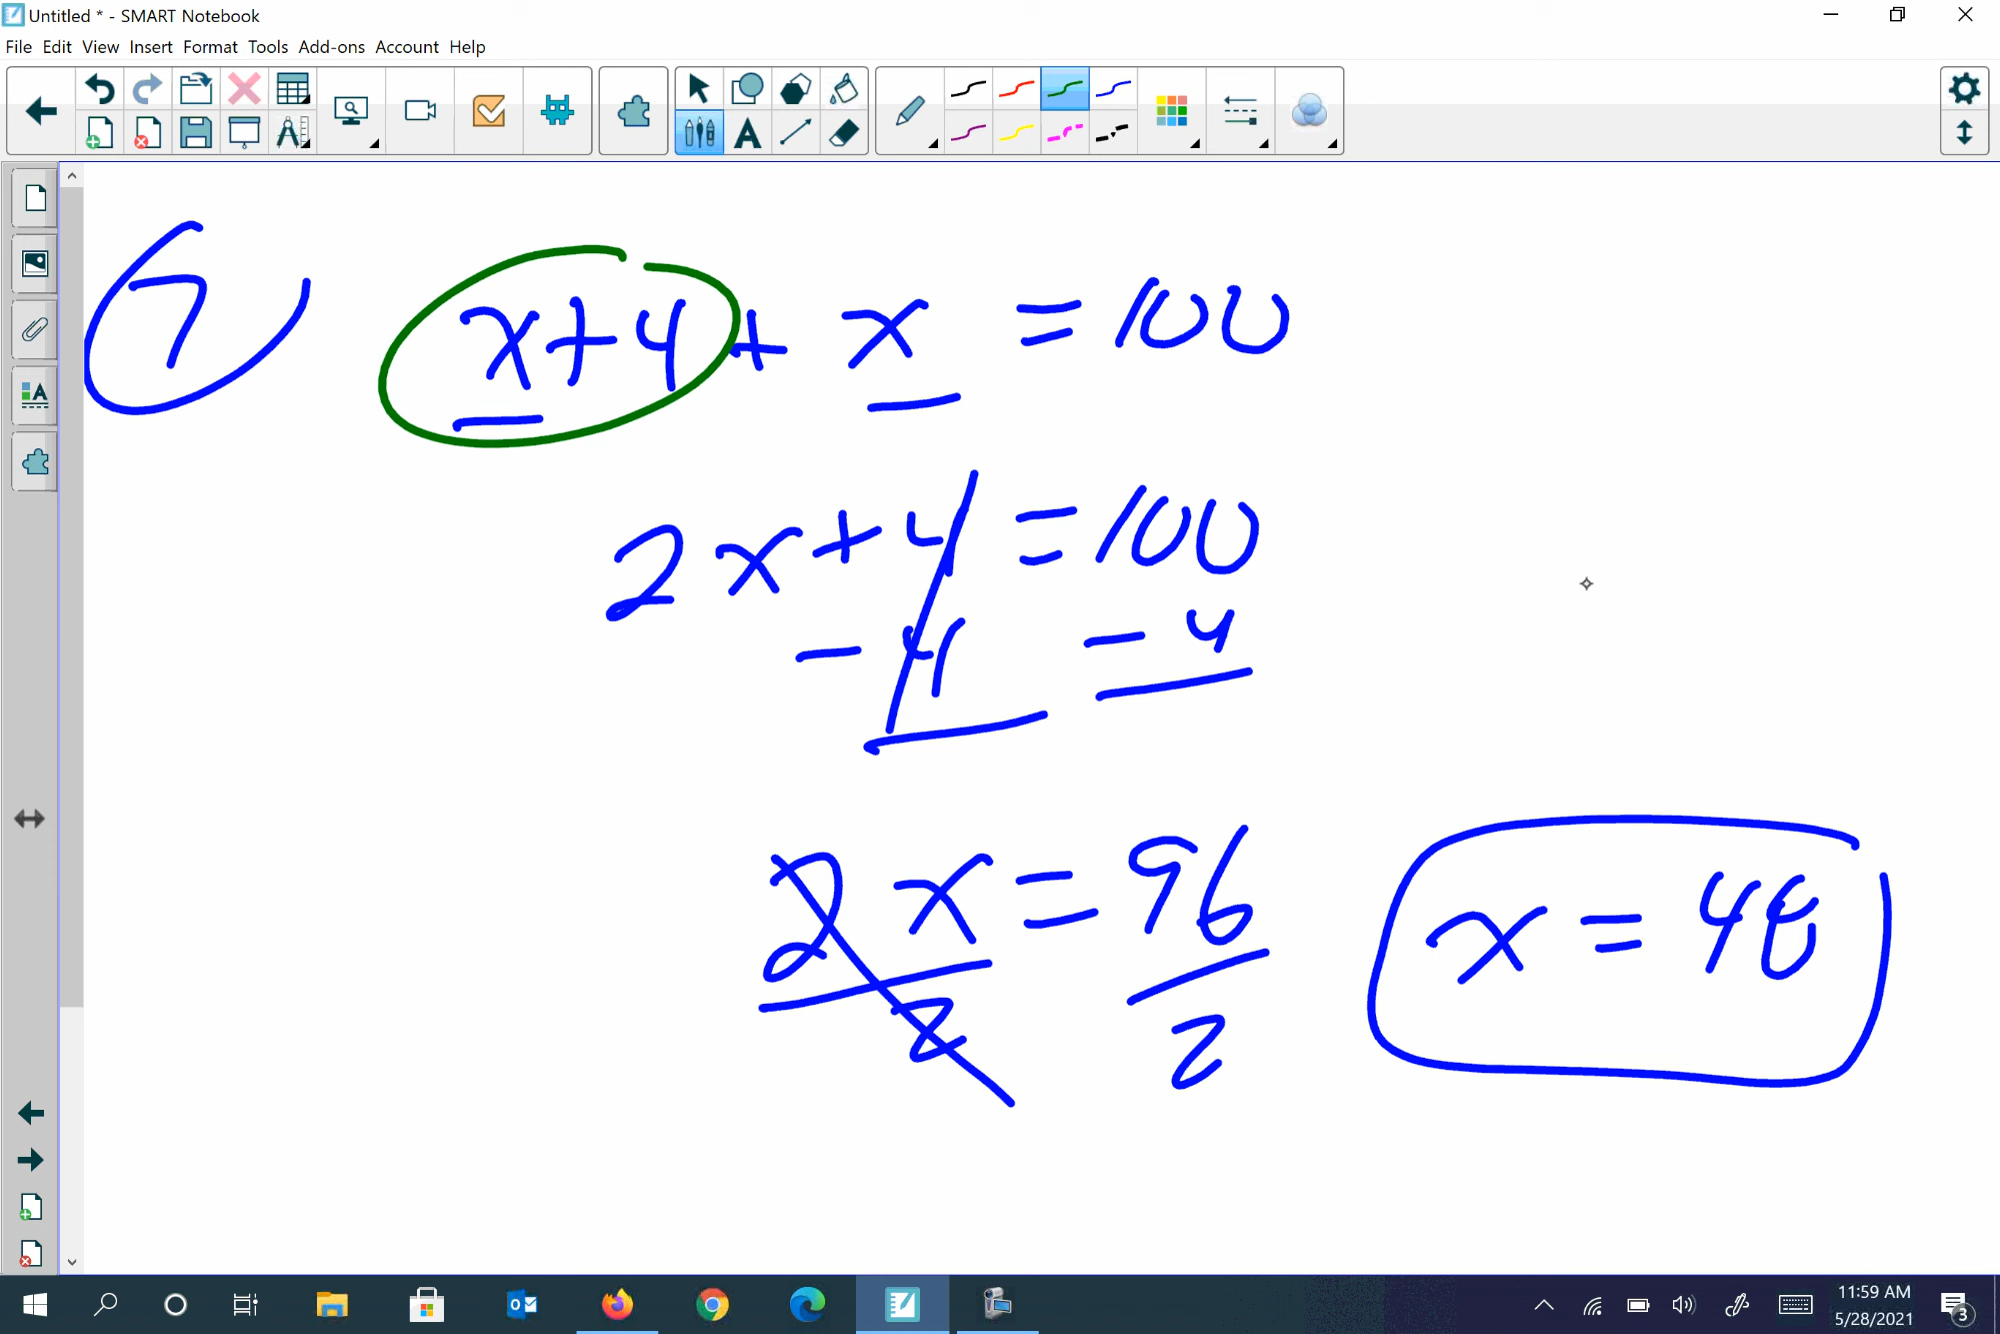 Untitled * - SMART Notebook
File Edit View Insert Format Tools Add-ons Account Help
7 x+4+ x = 100
2x+4 = 100
- 4 - 4
2x = 96
2 2
x = 48
11:59 AM
5/28/2021
3